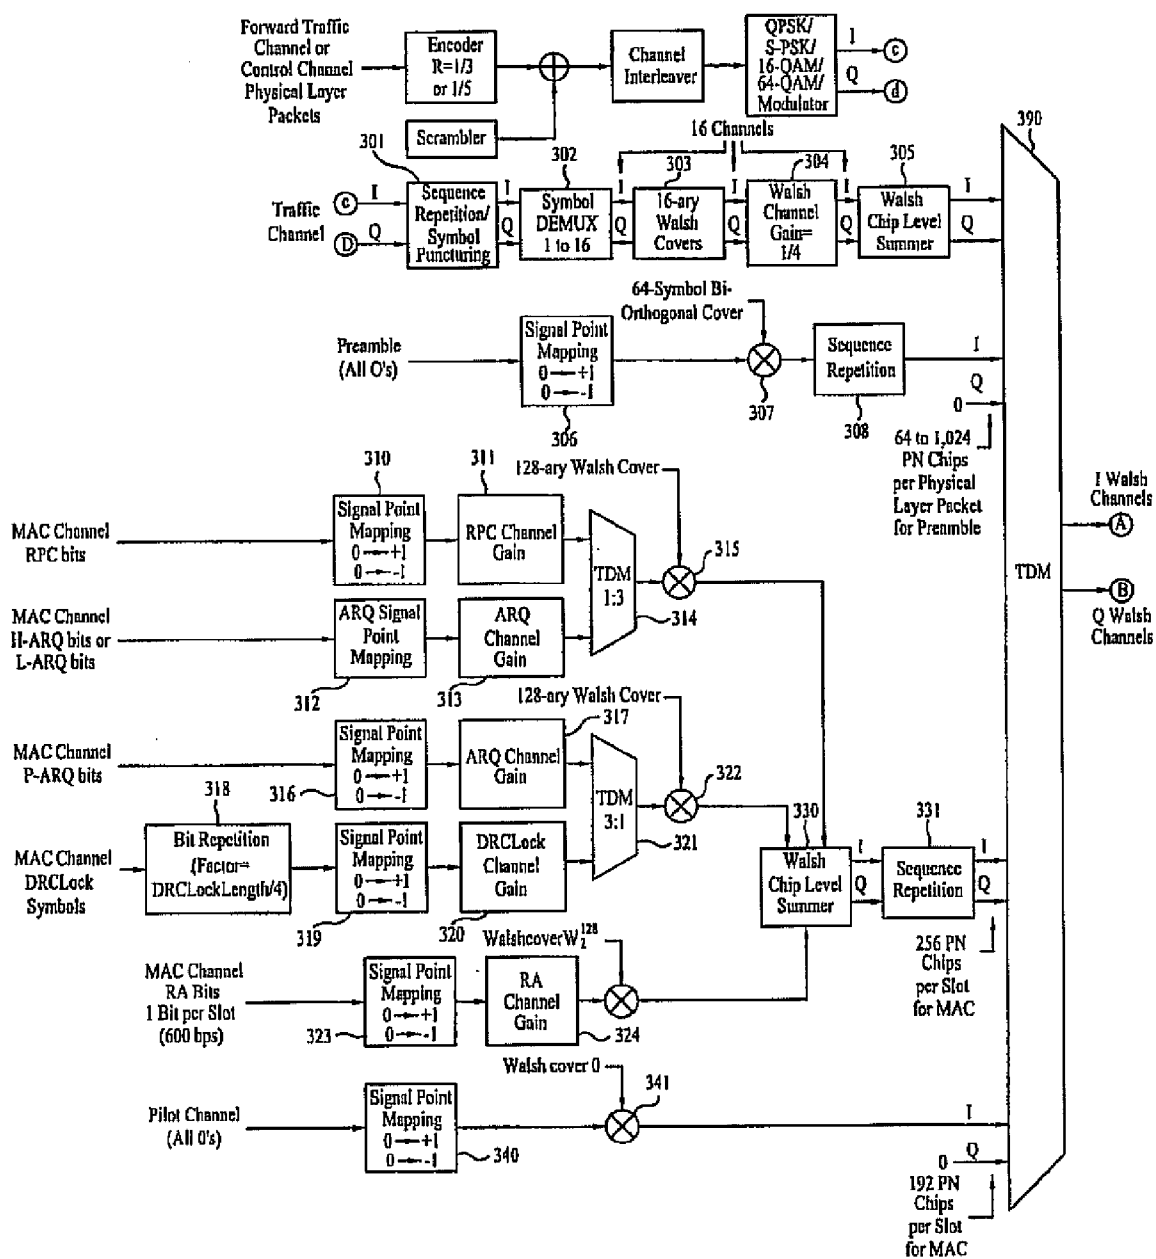 Forward Traffic
Channel or
Control Channel
Physical Layer
Packets
Encoder
R=1/3
or 1/5
Scrambler
Channel
Interleaver
QPSK/
S-PSK/
16-QAM/
64-QAM/
Modulator
I
Q
c
d
16 Channels
390
301
302
303
304
305
Traffic
Channel
c
D
I
Q
Sequence
Repetition/
Symbol
Puncturing
I
Q
Symbol
DEMUX
1 to 16
I
Q
16-ary
Walsh
Covers
I
Q
Walsh
Channel
Gain=
1/4
I
Q
Walsh
Chip Level
Summer
I
Q
64-Symbol Bi-
Orthogonal Cover
Preamble
(All 0's)
Signal Point
Mapping
0→+1
0→-1
306
307
Sequence
Repetition
308
I
Q
0
64 to 1,024
PN Chips
per Physical
Layer Packet
for Preamble
I Walsh
Channels
A
B
Q Walsh
Channels
TDM
310
311
128-ary Walsh Cover
MAC Channel
RPC bits
Signal Point
Mapping
0→+1
0→-1
RPC Channel
Gain
TDM
1:3
314
315
MAC Channel
H-ARQ bits or
L-ARQ bits
ARQ Signal
Point
Mapping
312
ARQ
Channel
Gain
313
128-ary Walsh Cover
317
MAC Channel
P-ARQ bits
316
Signal Point
Mapping
0→+1
0→-1
ARQ Channel
Gain
TDM
3:1
321
322
318
MAC Channel
DRCLock
Symbols
Bit Repetition
(Factor=
DRCLockLength/4)
Signal Point
Mapping
0→+1
0→-1
319
DRCLock
Channel
Gain
320
330
Walsh
Chip Level
Summer
I
Q
331
Sequence
Repetition
I
Q
256 PN
Chips
per Slot
for MAC
WalshcoverW₂¹²⁸
MAC Channel
RA Bits
1 Bit per Slot
(600 bps)
Signal Point
Mapping
0→+1
0→-1
323
RA
Channel
Gain
324
Walsh cover 0
Pilot Channel
(All 0's)
Signal Point
Mapping
0→+1
0→-1
340
341
I
Q
0
192 PN
Chips
per Slot
for MAC